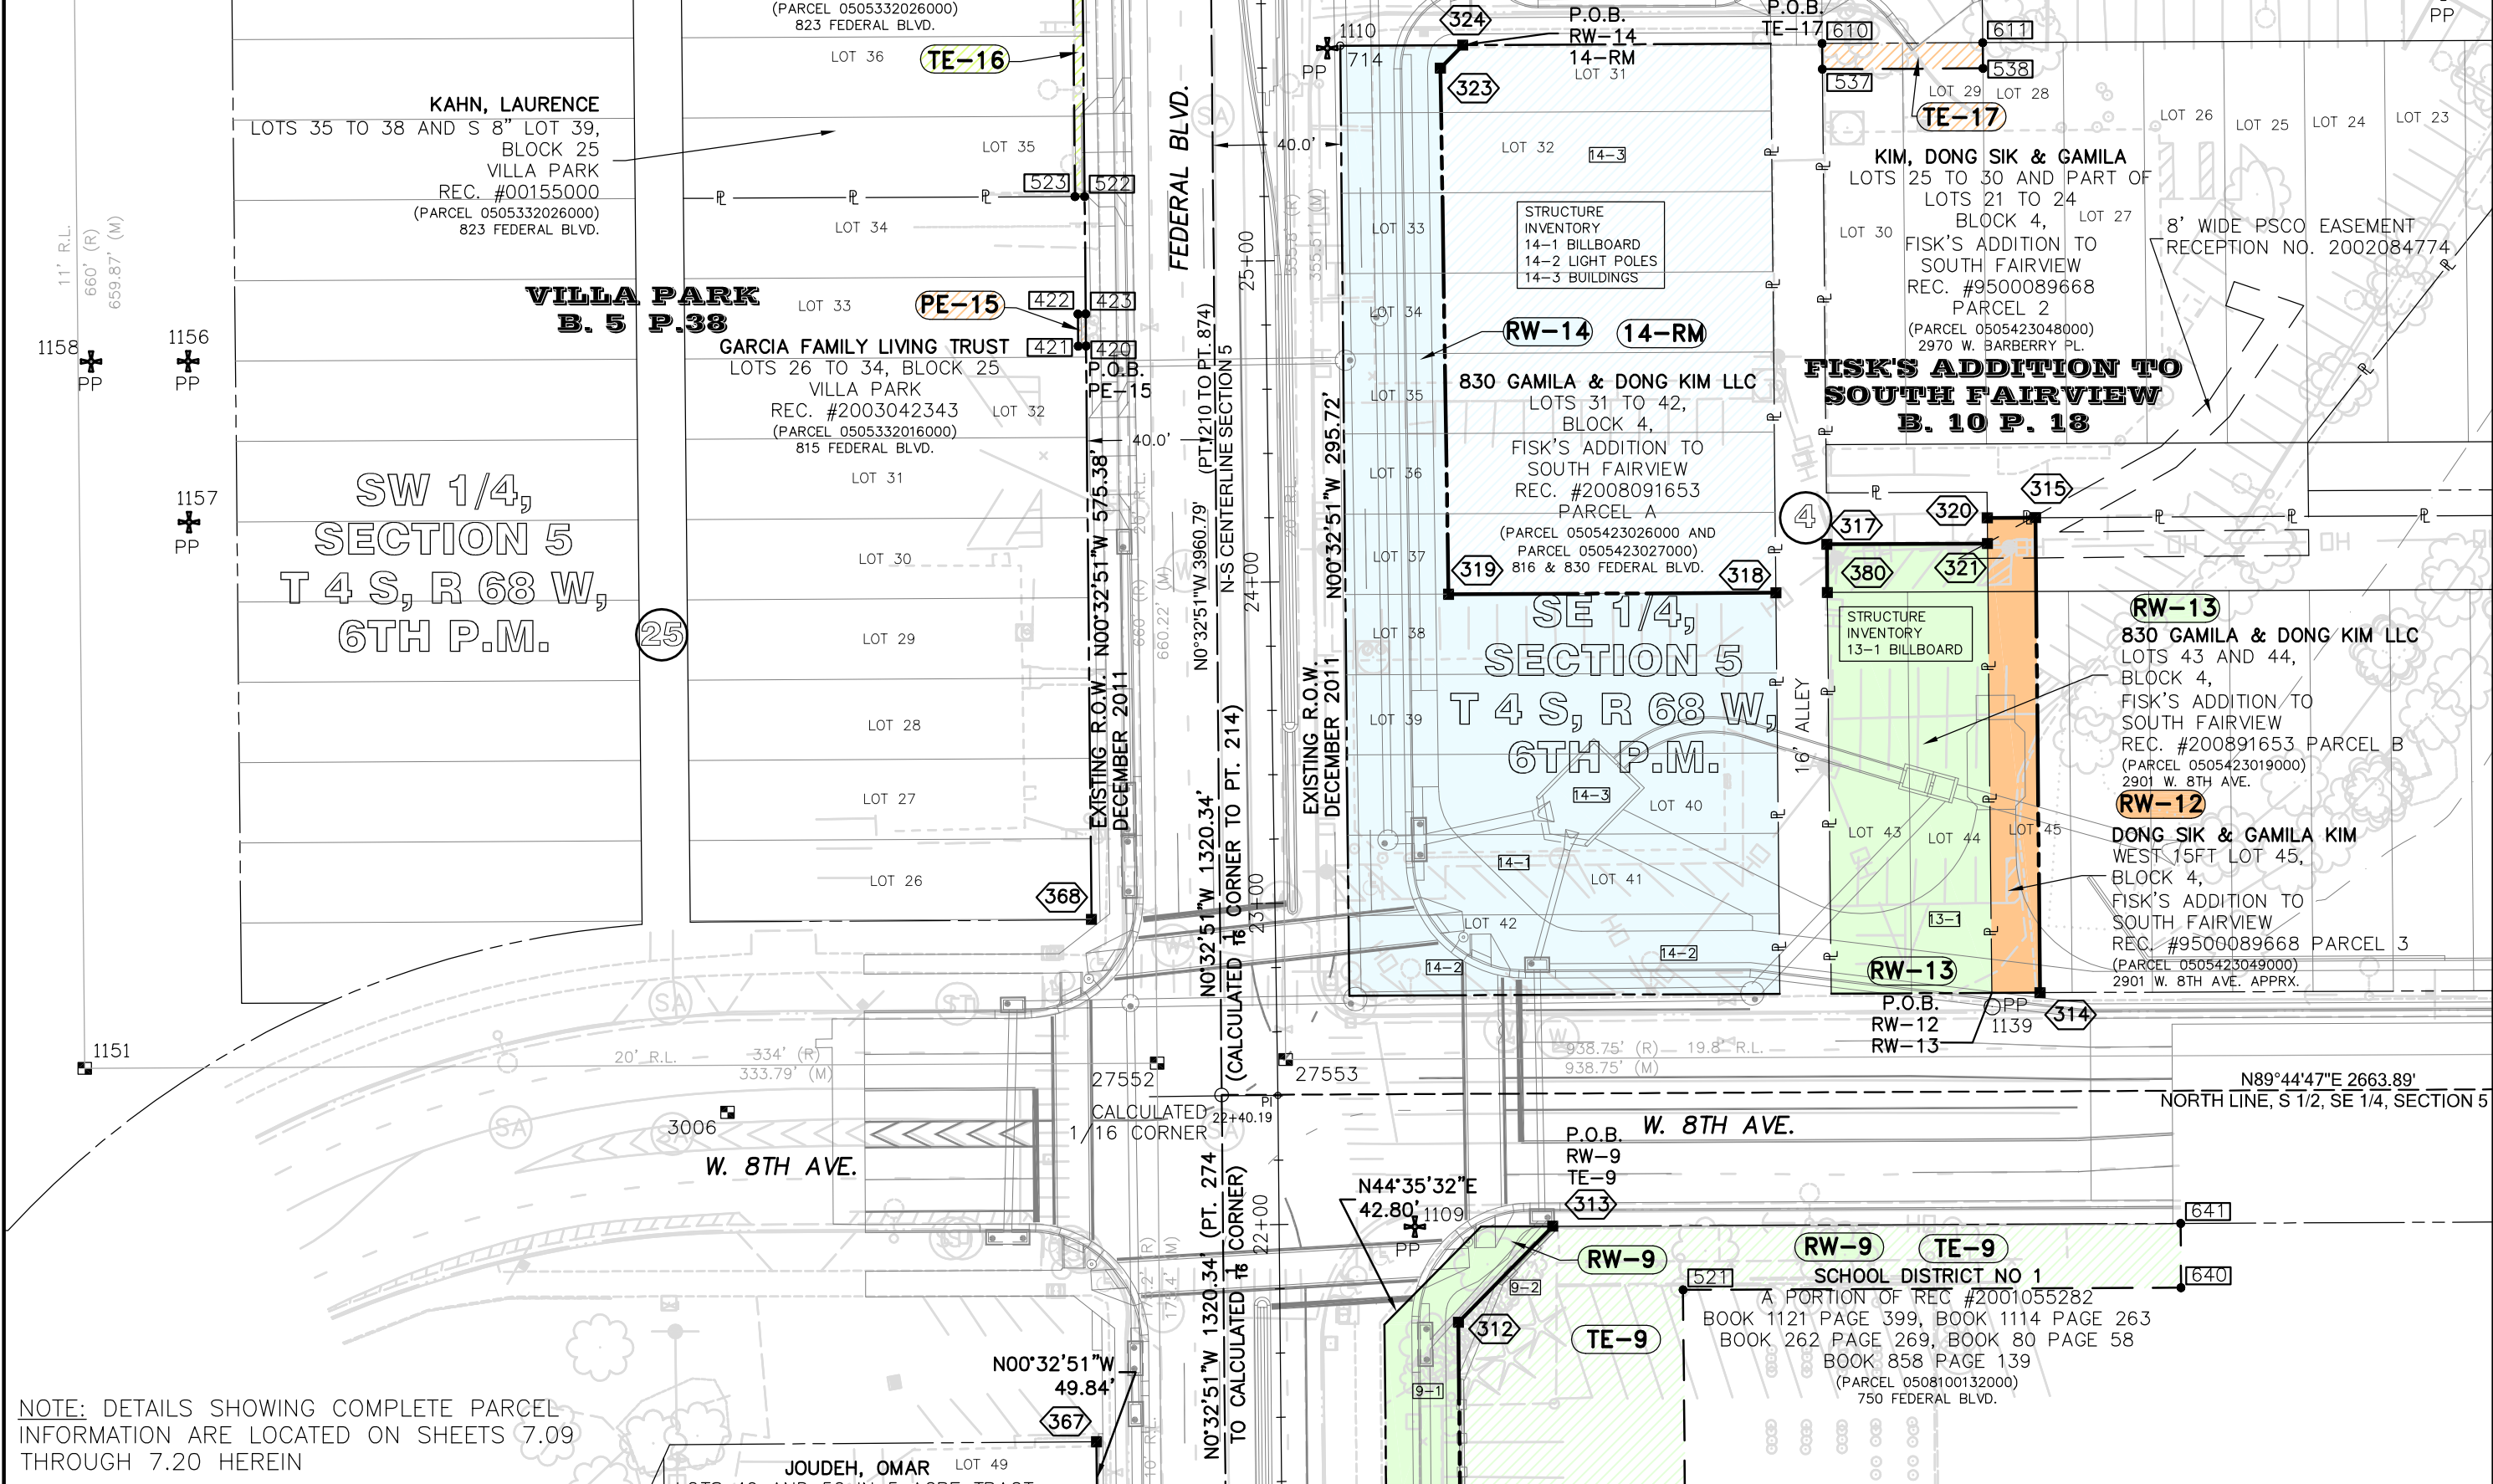 (PARCEL 0505332026000)
823 FEDERAL BLVD.
LOT 36
TE-16
KAHN, LAURENCE
LOTS 35 TO 38 AND S 8" LOT 39,
BLOCK 25
VILLA PARK
REC. #00155000
(PARCEL 0505332026000)
823 FEDERAL BLVD.
LOT 35
523
522
11' R.L.
660' (R)
659.87' (M)
LOT 34
VILLA PARK
B. 5 P.38
LOT 33
PE-15
422
423
421
420
P.O.B.
PE-15
GARCIA FAMILY LIVING TRUST
LOTS 26 TO 34, BLOCK 25
VILLA PARK
REC. #2003042343
(PARCEL 0505332016000)
815 FEDERAL BLVD.
LOT 32
1158
PP
1156
PP
1157
PP
SW 1/4,
SECTION 5
T 4 S, R 68 W,
6TH P.M.
25
LOT 31
LOT 30
LOT 29
LOT 28
LOT 27
LOT 26
368
40.0'
EXISTING R.O.W. N00°32'51"W 575.38'
DECEMBER 2011
20' R.L.
660' (R)
660.22' (M)
FEDERAL BLVD.
SA
40.0'
N0°32'51"W 3960.79' (PT. 210 TO PT. 874)
N-S CENTERLINE SECTION 5
25+00
24+00
23+00
22+00
N0°32'51"W 1320.34'
(CALCULATED 1/16 CORNER TO PT. 214)
355.8' (R)
355.51' (M)
20' R.L.
EXISTING R.O.W. N00°32'51"W 295.72'
DECEMBER 2011
1110
PP
714
324
P.O.B.
RW-14
14-RM
LOT 31
323
LOT 32
14-3
STRUCTURE
INVENTORY
14-1 BILLBOARD
14-2 LIGHT POLES
14-3 BUILDINGS
LOT 33
LOT 34
RW-14
14-RM
830 GAMILA & DONG KIM LLC
LOTS 31 TO 42,
BLOCK 4,
FISK'S ADDITION TO
SOUTH FAIRVIEW
REC. #2008091653
PARCEL A
(PARCEL 0505423026000 AND
PARCEL 0505423027000)
816 & 830 FEDERAL BLVD.
LOT 35
LOT 36
LOT 37
319
318
LOT 38
LOT 39
SE 1/4,
SECTION 5
T 4 S, R 68 W,
6TH P.M.
14-3
LOT 40
14-1
LOT 41
LOT 42
14-2
14-2
16' ALLEY
P.O.B.
TE-17
610
611
537
538
LOT 29
LOT 28
TE-17
PP
LOT 26
LOT 25
LOT 24
LOT 23
KIM, DONG SIK & GAMILA
LOTS 25 TO 30 AND PART OF
LOTS 21 TO 24
BLOCK 4,
FISK'S ADDITION TO
SOUTH FAIRVIEW
REC. #9500089668
PARCEL 2
(PARCEL 0505423048000)
2970 W. BARBERRY PL.
LOT 27
LOT 30
8' WIDE PSCO EASEMENT
RECEPTION NO. 2002084774
FISK'S ADDITION TO
SOUTH FAIRVIEW
B. 10 P. 18
4
315
320
317
321
380
STRUCTURE
INVENTORY
13-1 BILLBOARD
RW-13
830 GAMILA & DONG KIM LLC
LOTS 43 AND 44,
BLOCK 4,
FISK'S ADDITION TO
SOUTH FAIRVIEW
REC. #200891653 PARCEL B
(PARCEL 0505423019000)
2901 W. 8TH AVE.
RW-12
DONG SIK & GAMILA KIM
WEST 15FT LOT 45,
BLOCK 4,
FISK'S ADDITION TO
SOUTH FAIRVIEW
REC. #9500089668 PARCEL 3
(PARCEL 0505423049000)
2901 W. 8TH AVE. APPRX.
LOT 43
LOT 44
LOT 45
13-1
RW-13
P.O.B.
RW-12
RW-13
PP
1139
314
1151
20' R.L.
334' (R)
333.79' (M)
27552
27553
938.75' (R)
19.8' R.L.
938.75' (M)
N89°44'47"E 2663.89'
NORTH LINE, S 1/2, SE 1/4, SECTION 5
3006
CALCULATED
1/16 CORNER
PI
22+40.19
W. 8TH AVE.
W. 8TH AVE.
P.O.B.
RW-9
TE-9
313
N44°35'32"E
42.80'
1109
PP
RW-9
RW-9
TE-9
641
640
521
9-2
SCHOOL DISTRICT NO 1
A PORTION OF REC #2001055282
BOOK 1121 PAGE 399, BOOK 1114 PAGE 263
BOOK 262 PAGE 269, BOOK 80 PAGE 58
BOOK 858 PAGE 139
(PARCEL 0508100132000)
750 FEDERAL BLVD.
312
TE-9
9-1
N0°32'51"W 1320.34' (PT. 274
TO CALCULATED 1/16 CORNER)
N00°32'51"W
49.84'
367
10' R.L.
JOUDEH, OMAR
LOT 49
NOTE: DETAILS SHOWING COMPLETE PARCEL
INFORMATION ARE LOCATED ON SHEETS 7.09
THROUGH 7.20 HEREIN